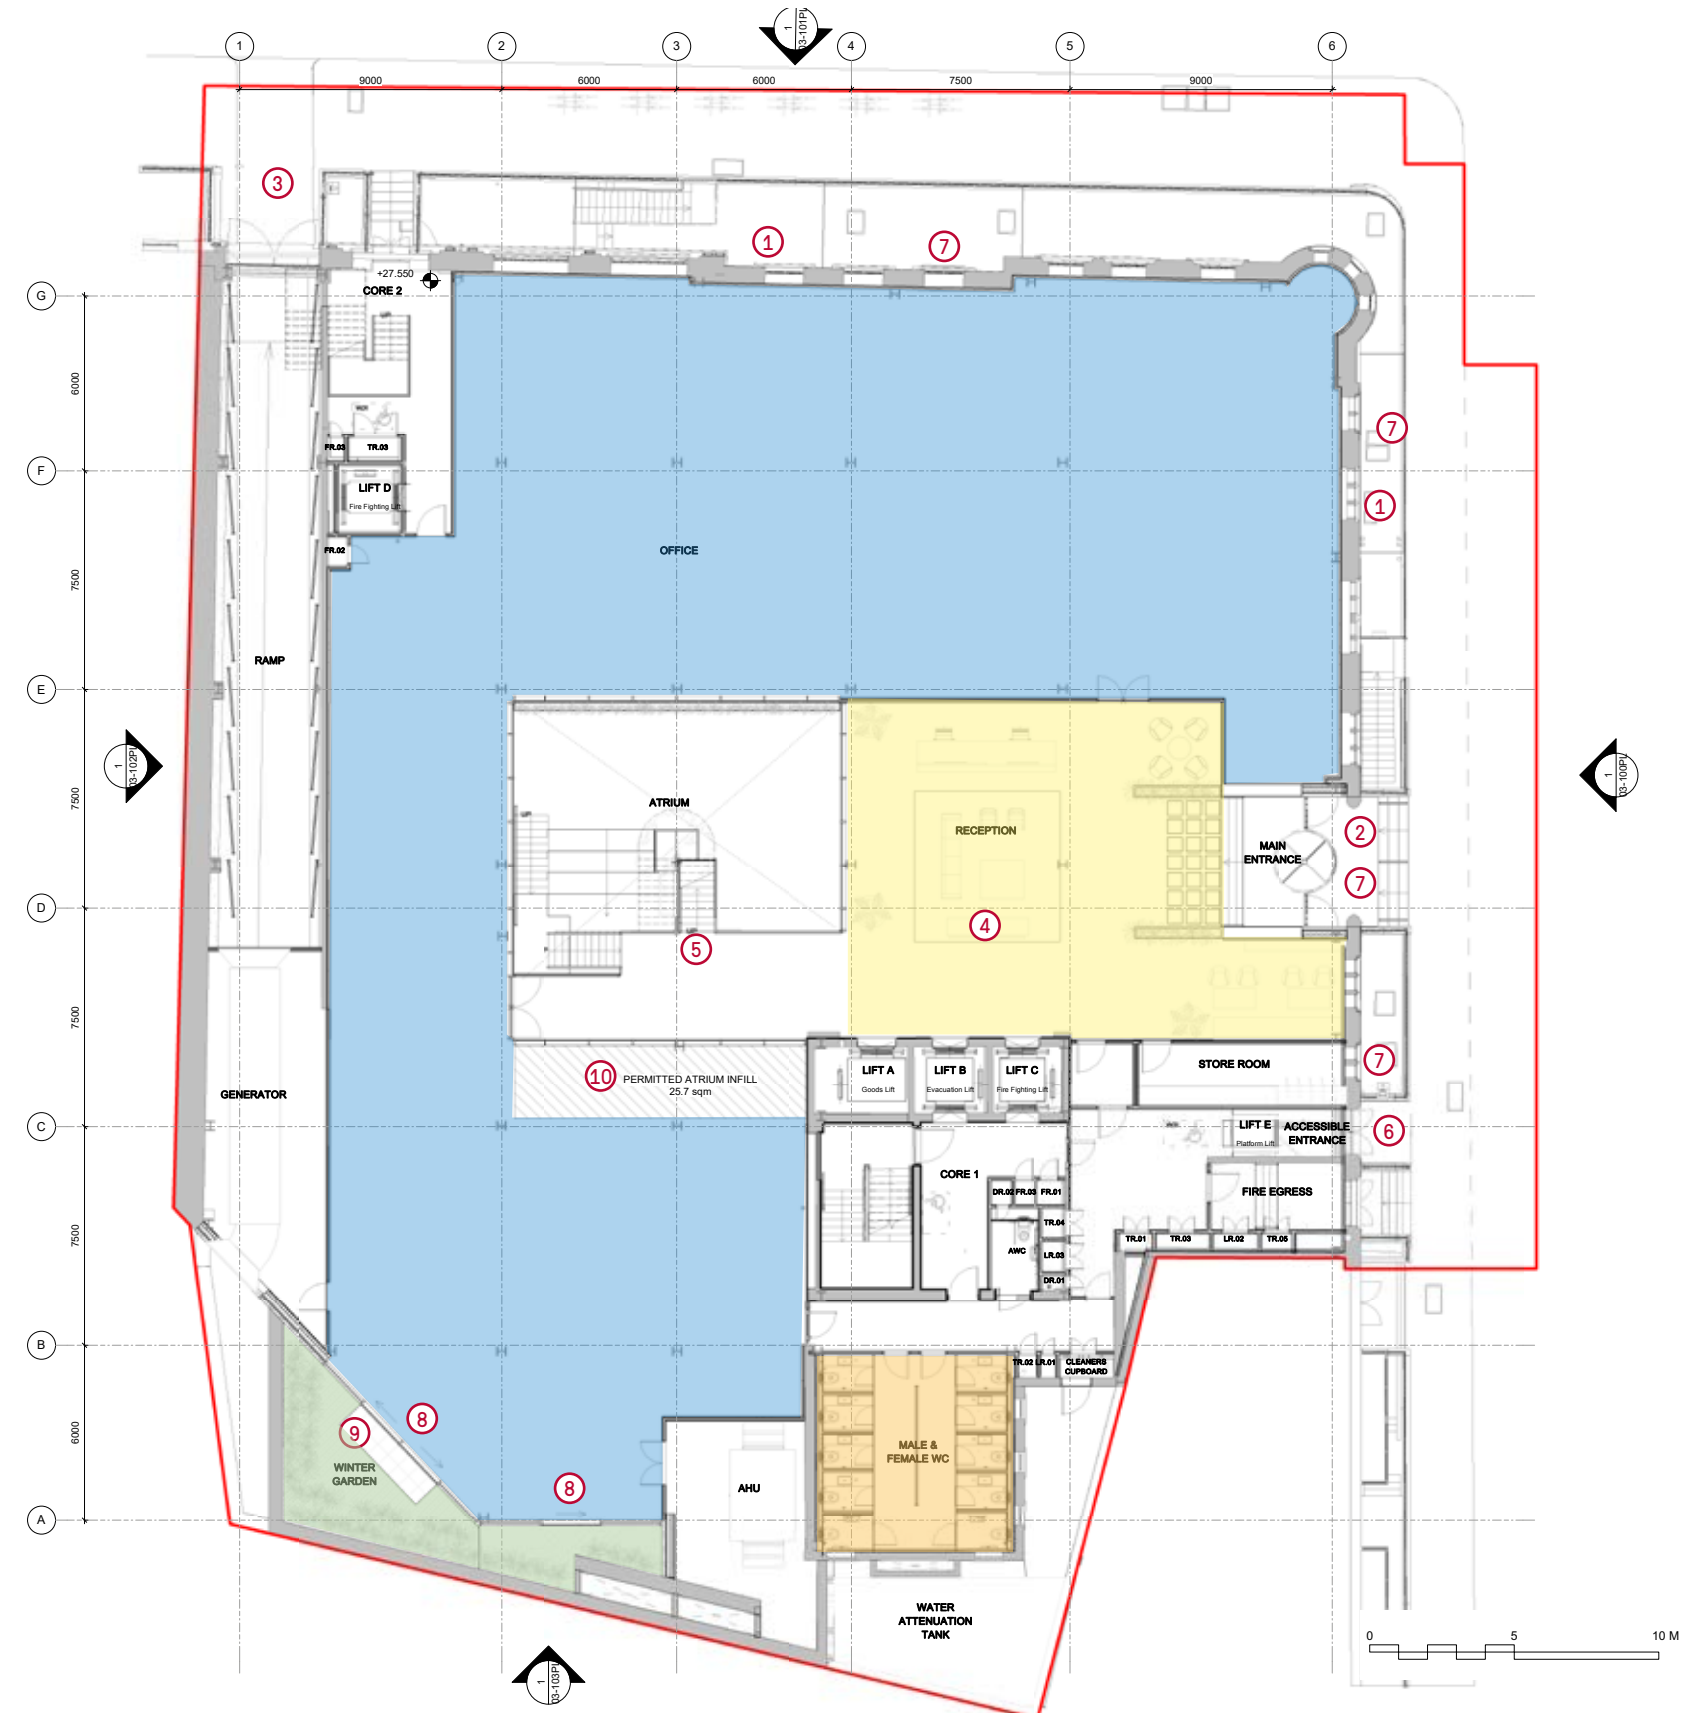 1
03-101PL
1
2
3
4
5
6
9000
6000
6000
7500
9000
3
1
7
+27.550
CORE 2
G
6000
7
FR.03
TR.03
F
LIFT D
Fire Fighting Lift
1
FR.02
OFFICE
7500
RAMP
E
1
03-102PL
1
03-100PL
7500
ATRIUM
RECEPTION
MAIN
ENTRANCE
2
7
D
4
5
7500
GENERATOR
10
PERMITTED ATRIUM INFILL
25.7 sqm
LIFT A
Goods Lift
LIFT B
Evacuation Lift
LIFT C
Fire Fighting Lift
STORE ROOM
7
C
LIFT E
Platform Lift
ACCESSIBLE
ENTRANCE
6
CORE 1
DR.02
FR.03
FR.01
FIRE EGRESS
7500
TR.04
AWC
LR.03
DR.01
TR.01
TR.03
LR.02
TR.05
B
TR.02
LR.01
CLEANERS
CUPBOARD
6000
9
8
WINTER
GARDEN
8
AHU
MALE &
FEMALE WC
A
WATER
ATTENUATION
TANK
1
03-103PL
0
5
10 M